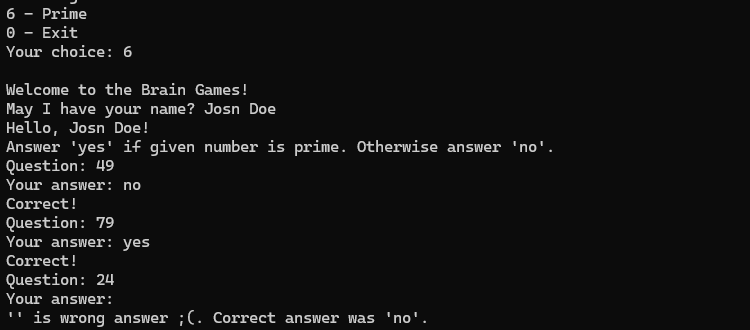 6 - Prime
0 - Exit
Your choice: 6
Welcome to the Brain Games!
May I have your name? Josn Doe
Hello, Josn Doe!
Answer 'yes' if given number is prime. Otherwise answer 'no'.
Question: 49
Your answer: no
Correct!
Question: 79
Your answer: yes
Correct!
Question: 24
Your answer:
'' is wrong answer ;(. Correct answer was 'no'.